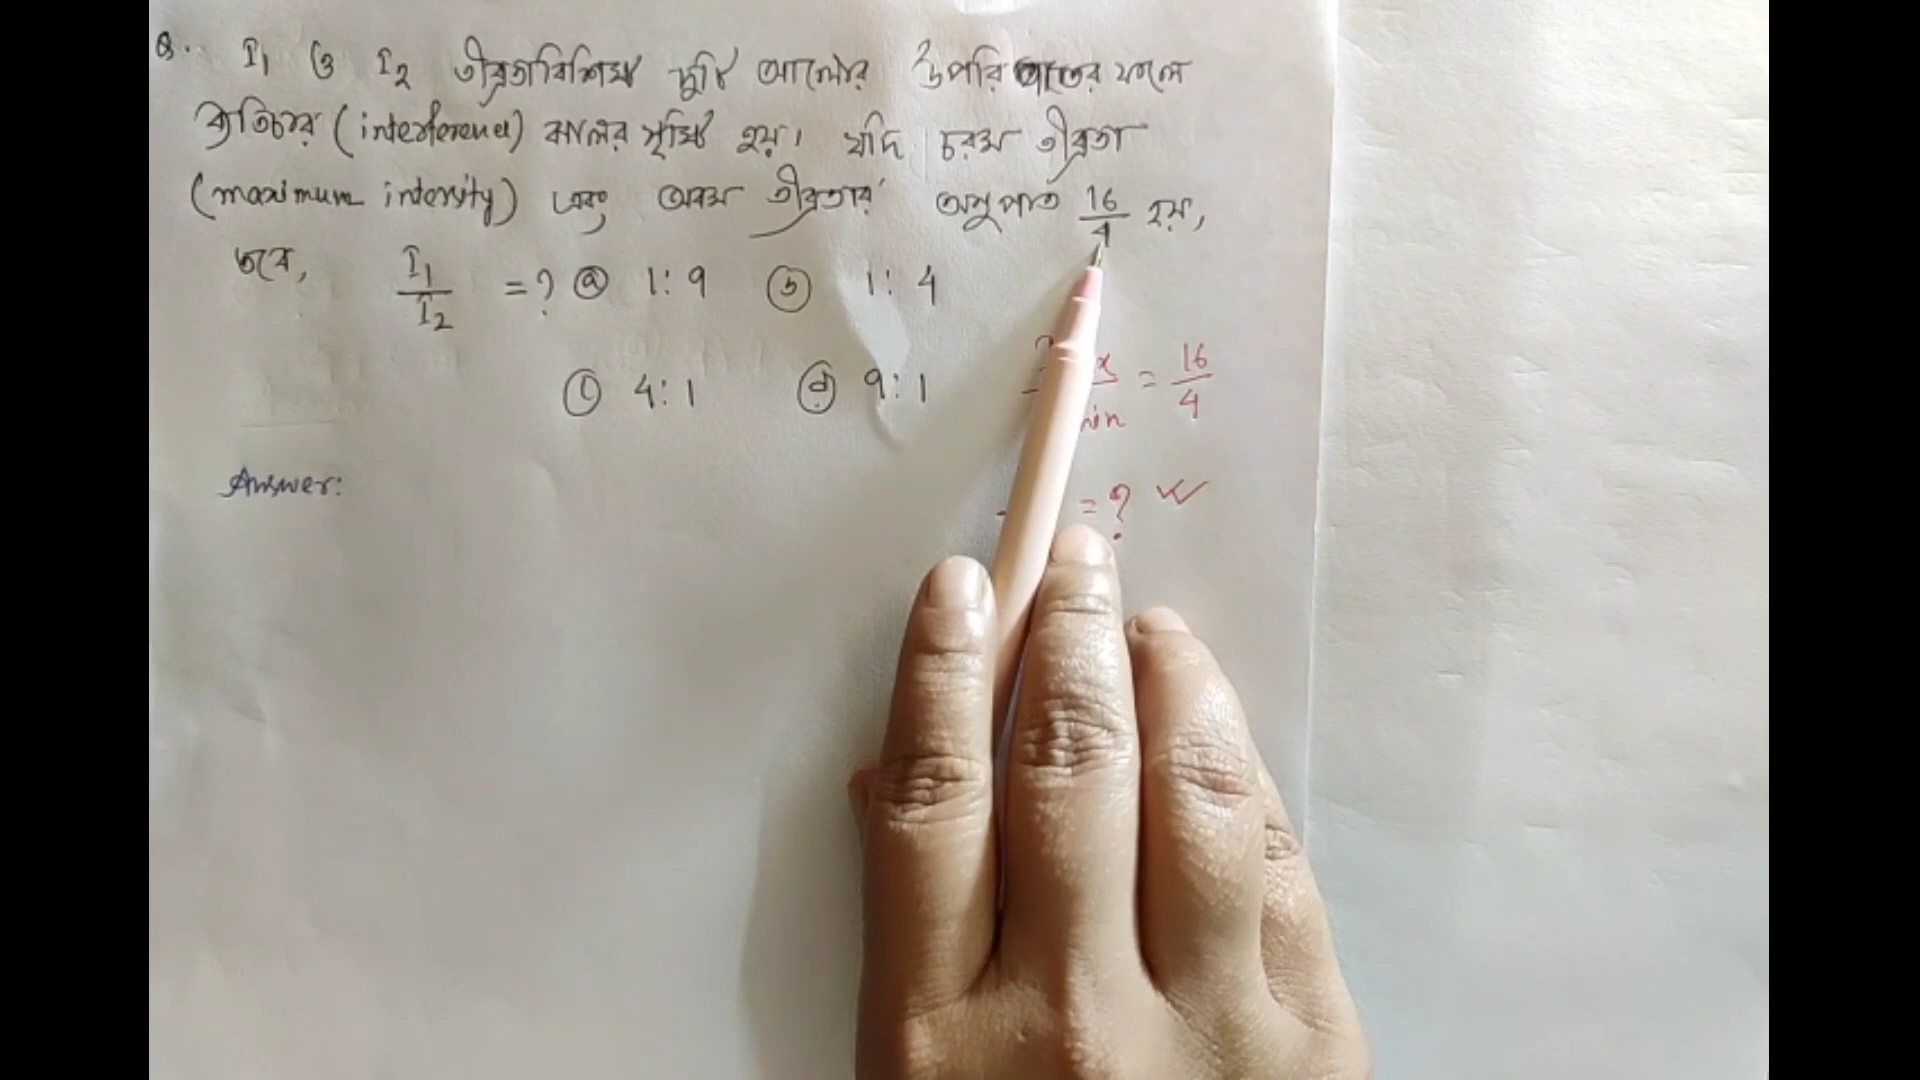 Q. I₁ ও I₂ তীব্রতাবিশিষ্ট দুটি আলোর উপরিপাতের ফলে
ব্যতিচার (interference) ঝালর সৃষ্টি হয়। যদি চরম তীব্রতা
(maximum intensity) এবং অবম তীব্রতার অনুপাত 16/4 হয়,
তবে, I₁/I₂ = ? ⓐ 1:9 ⓑ 1:4
ⓒ 4:1 ⓓ 9:1
= 16/4
= ?
Answer: